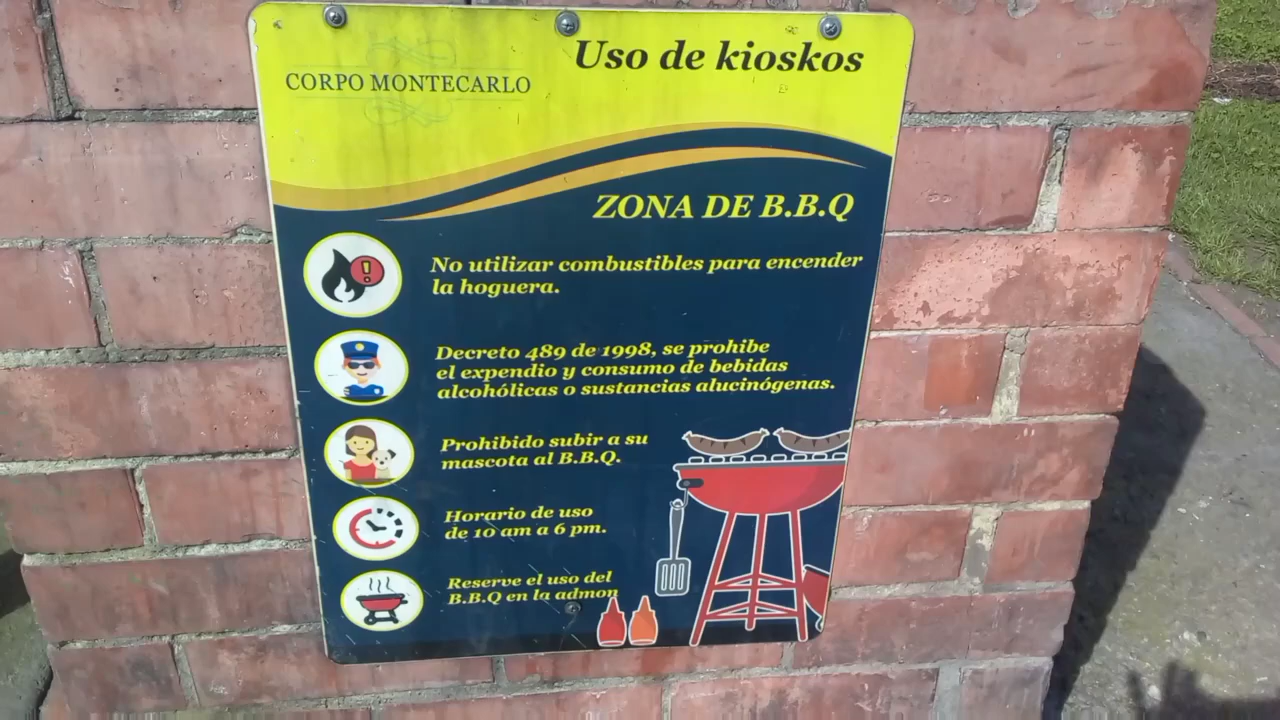 Uso de kioskos
CORPO MONTECARLO
ZONA DE B.B.Q
No utilizar combustibles para encender
la hoguera.
Decreto 489 de 1998, se prohibe
el expendio y consumo de bebidas
alcohólicas o sustancias alucinógenas.
Prohibido subir a su
mascota al B.B.Q.
Horario de uso
de 10 am a 6 pm.
Reserve el uso del
B.B.Q en la admon